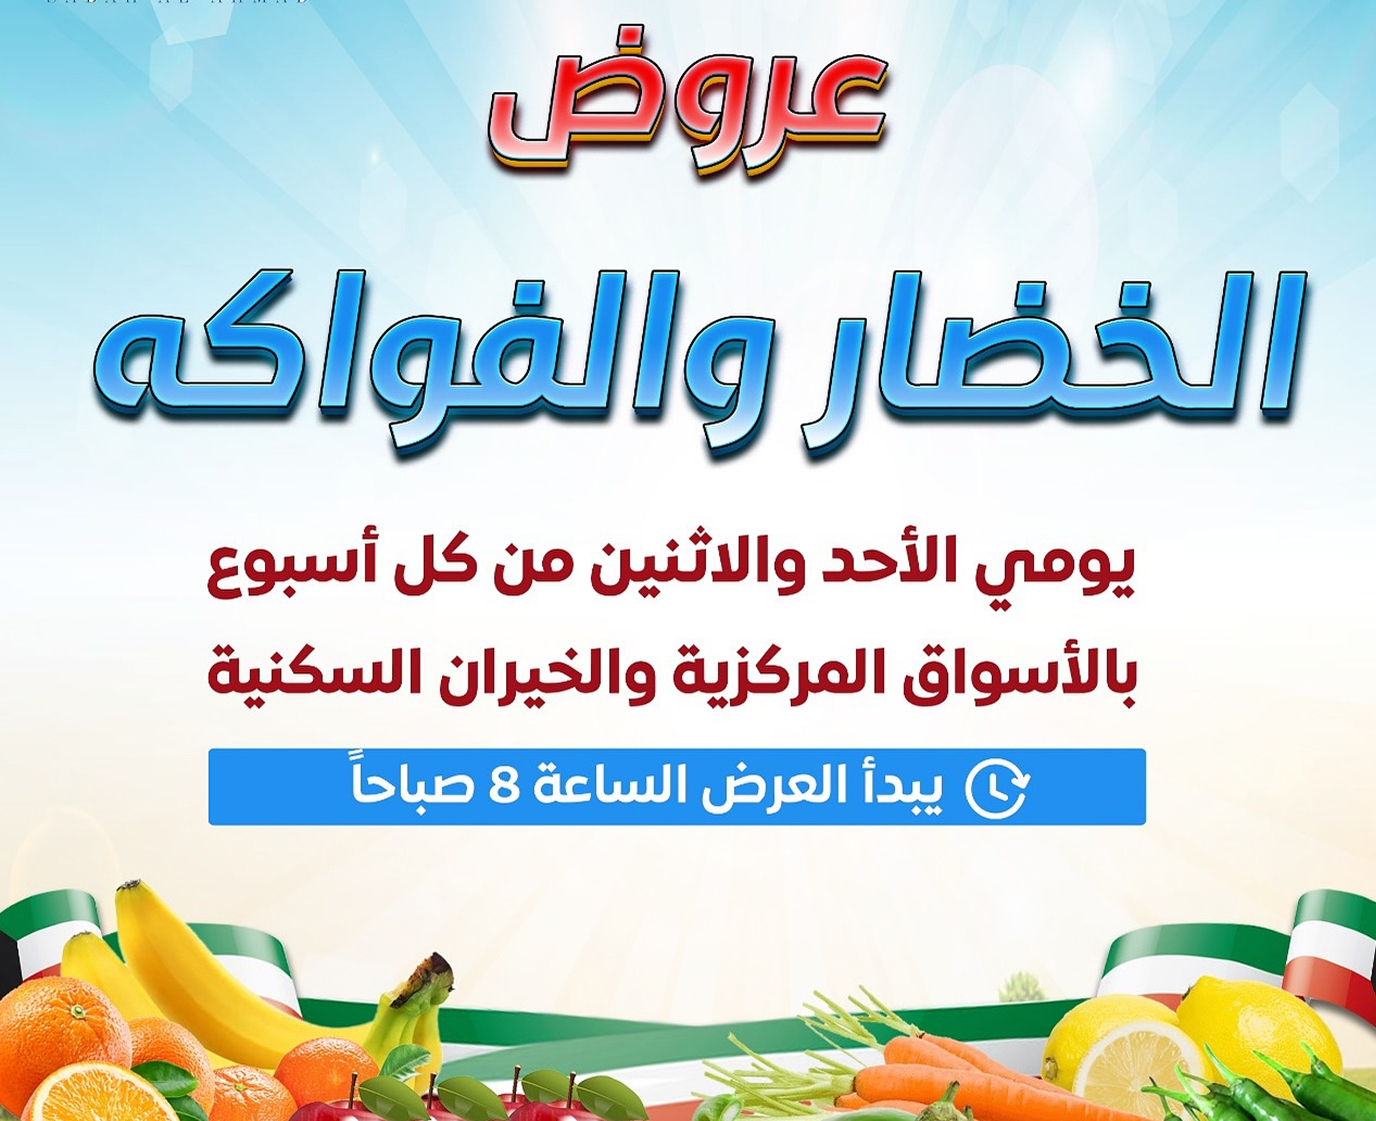 عروض
الخضار والفواكه
يومي الأحد والاثنين من كل أسبوع
بالأسواق المركزية والخيران السكنية
يبدأ العرض الساعة 8 صباحاً